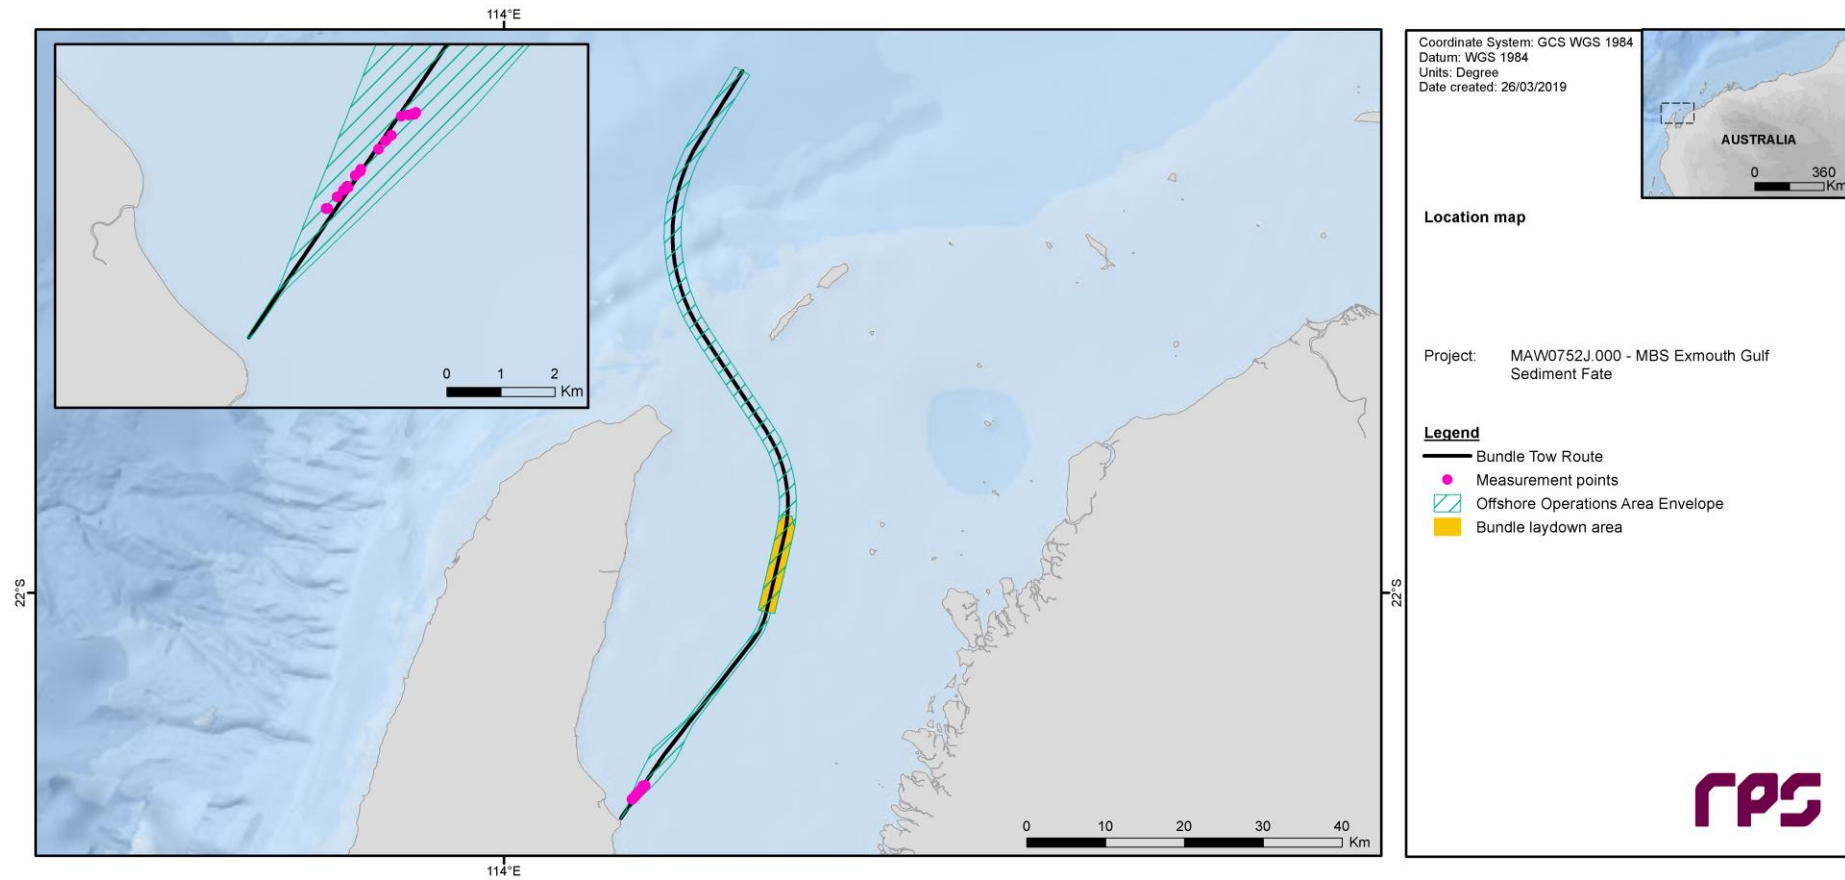 114°E
0 1 2
Km
22°S
22°S
0 10 20 30 40
Km
114°E
Coordinate System: GCS WGS 1984
Datum: WGS 1984
Units: Degree
Date created: 26/03/2019
AUSTRALIA
0 360
Km
Location map
Project: MAW0752J.000 - MBS Exmouth Gulf
Sediment Fate
Legend
Bundle Tow Route
Measurement points
Offshore Operations Area Envelope
Bundle laydown area
rps